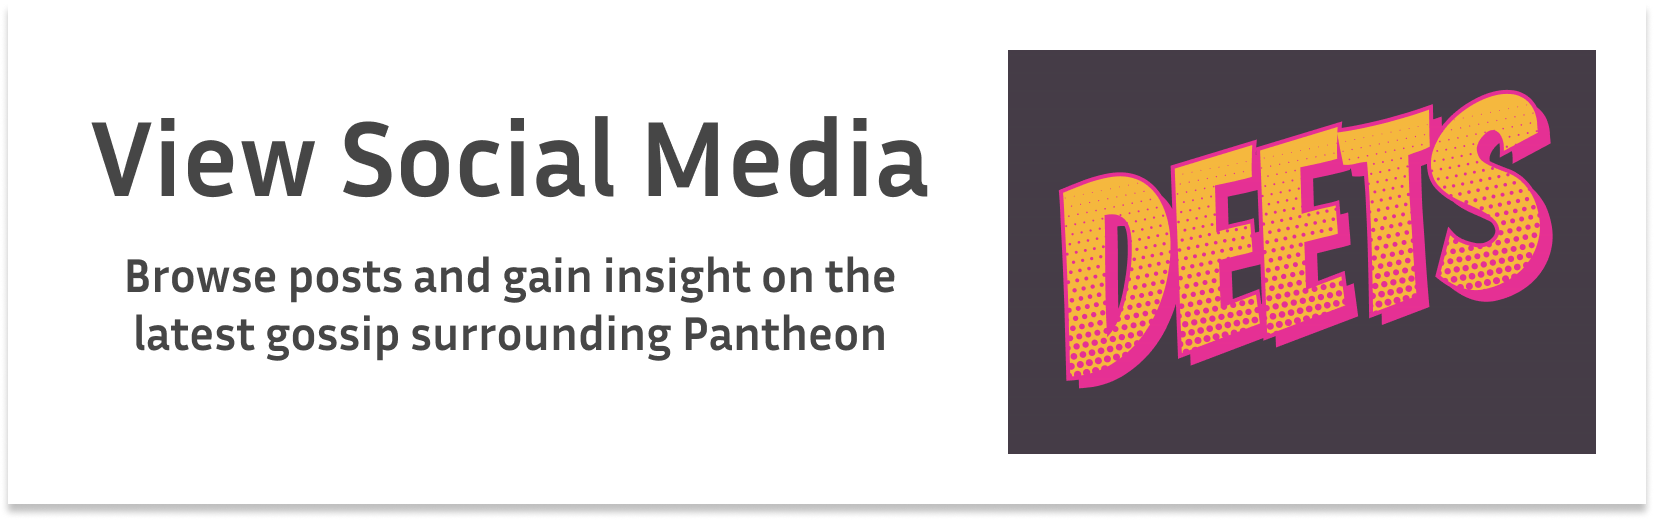 View Social Media
Browse posts and gain insight on the
latest gossip surrounding Pantheon
DEETS